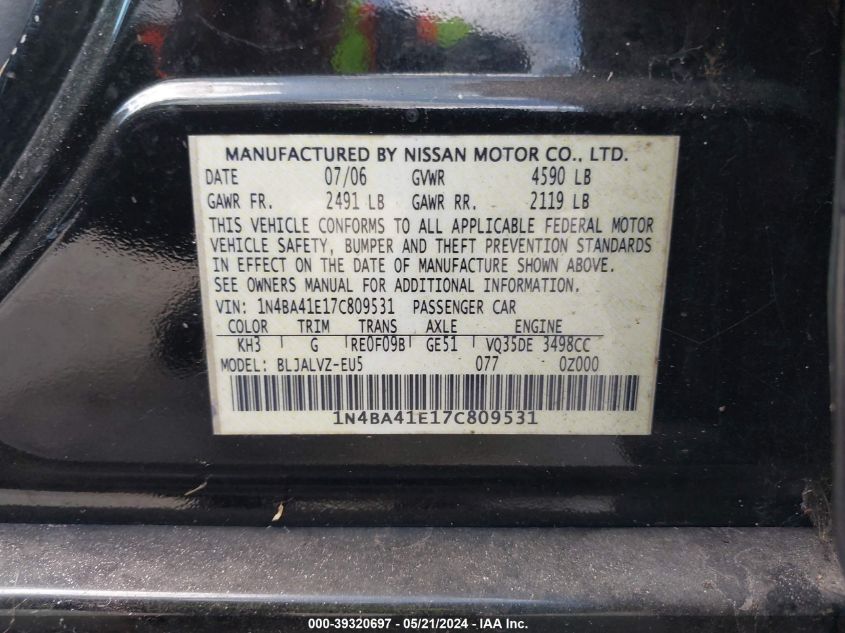 MANUFACTURED BY NISSAN MOTOR CO., LTD.
DATE 07/06 GVWR 4590 LB
GAWR FR. 2491 LB GAWR RR. 2119 LB
THIS VEHICLE CONFORMS TO ALL APPLICABLE FEDERAL MOTOR
VEHICLE SAFETY, BUMPER AND THEFT PREVENTION STANDARDS
IN EFFECT ON THE DATE OF MANUFACTURE SHOWN ABOVE.
SEE OWNERS MANUAL FOR ADDITIONAL INFORMATION.
VIN: 1N4BA41E17C809531 PASSENGER CAR
COLOR TRIM TRANS AXLE ENGINE
KH3 G RE0F09B GE51 VQ35DE 3498CC
MODEL: BLJALVZ-EU5 077 0Z000
1N4BA41E17C809531
000-39320697 - 05/21/2024 - IAA Inc.